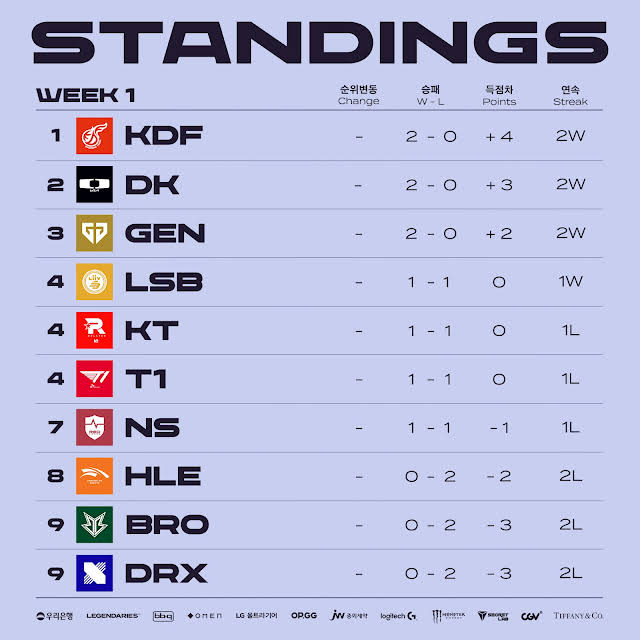 STANDINGS
WEEK 1 순위변동 승패 득점차 연속
Change W - L Points Streak
1 KDF - 2 - 0 +4 2W
2 DK - 2 - 0 +3 2W
3 GEN - 2 - 0 +2 2W
4 LSB - 1 - 1 0 1W
4 KT - 1 - 1 0 1L
4 T1 - 1 - 1 0 1L
7 NS - 1 - 1 -1 1L
8 HLE - 0 - 2 -2 2L
9 BRO - 0 - 2 -3 2L
9 DRX - 0 - 2 -3 2L
우리은행 LEGENDARIES™ bbq OMEN LG 울트라기어 OP.GG JW 중외제약 logitech G MONSTER ENERGY SECRETLAB CGV TIFFANY & CO.